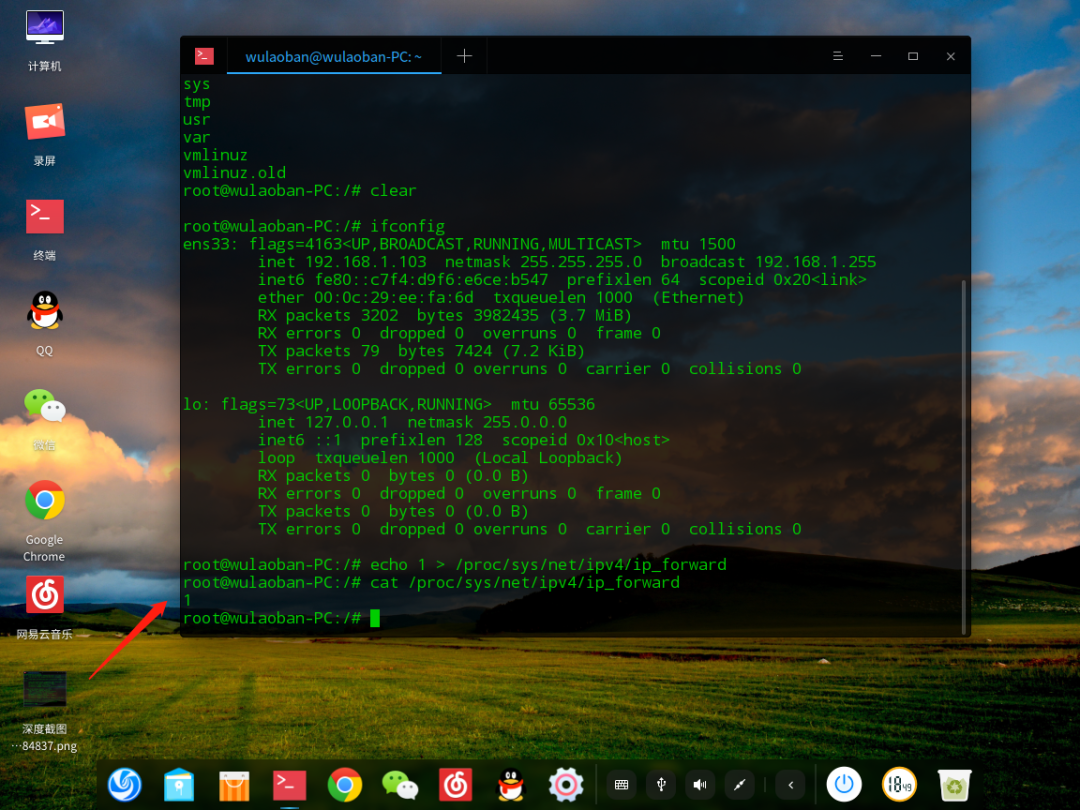 计算机
录屏
终端
QQ
微信
Google
Chrome
网易云音乐
深度截图
…84837.png
wulaoban@wulaoban-PC: ~
sys
tmp
usr
var
vmlinuz
vmlinuz.old
root@wulaoban-PC:/# clear
root@wulaoban-PC:/# ifconfig
ens33: flags=4163<UP,BROADCAST,RUNNING,MULTICAST>  mtu 1500
inet 192.168.1.103  netmask 255.255.255.0  broadcast 192.168.1.255
inet6 fe80::c7f4:d9f6:e6ce:b547  prefixlen 64  scopeid 0x20<link>
ether 00:0c:29:ee:fa:6d  txqueuelen 1000  (Ethernet)
RX packets 3202  bytes 3982435 (3.7 MiB)
RX errors 0  dropped 0  overruns 0  frame 0
TX packets 79  bytes 7424 (7.2 KiB)
TX errors 0  dropped 0 overruns 0  carrier 0  collisions 0
lo: flags=73<UP,LOOPBACK,RUNNING>  mtu 65536
inet 127.0.0.1  netmask 255.0.0.0
inet6 ::1  prefixlen 128  scopeid 0x10<host>
loop  txqueuelen 1000  (Local Loopback)
RX packets 0  bytes 0 (0.0 B)
RX errors 0  dropped 0  overruns 0  frame 0
TX packets 0  bytes 0 (0.0 B)
TX errors 0  dropped 0 overruns 0  carrier 0  collisions 0
root@wulaoban-PC:/# echo 1 > /proc/sys/net/ipv4/ip_forward
root@wulaoban-PC:/# cat /proc/sys/net/ipv4/ip_forward
1
root@wulaoban-PC:/#
18 49